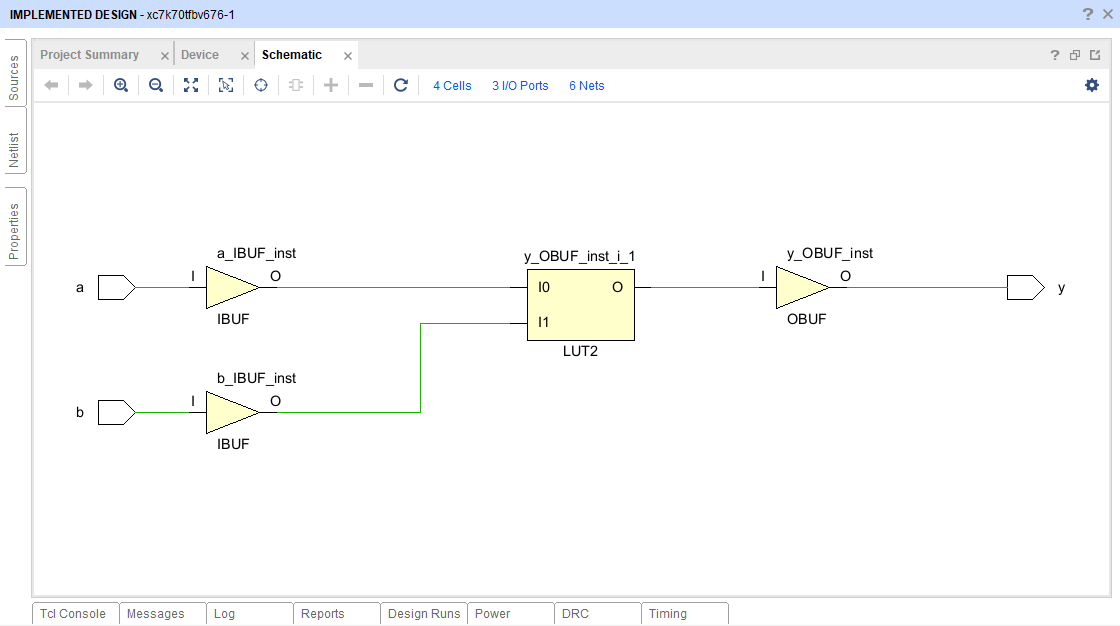 IMPLEMENTED DESIGN - xc7k70tfbv676-1
?
Sources
Netlist
Properties
Project Summary
Device
Schematic
?
4 Cells
3 I/O Ports
6 Nets
a
I
a_IBUF_inst
O
IBUF
b
I
b_IBUF_inst
O
IBUF
y_OBUF_inst_i_1
I0
O
I1
LUT2
I
y_OBUF_inst
O
OBUF
y
Tcl Console
Messages
Log
Reports
Design Runs
Power
DRC
Timing